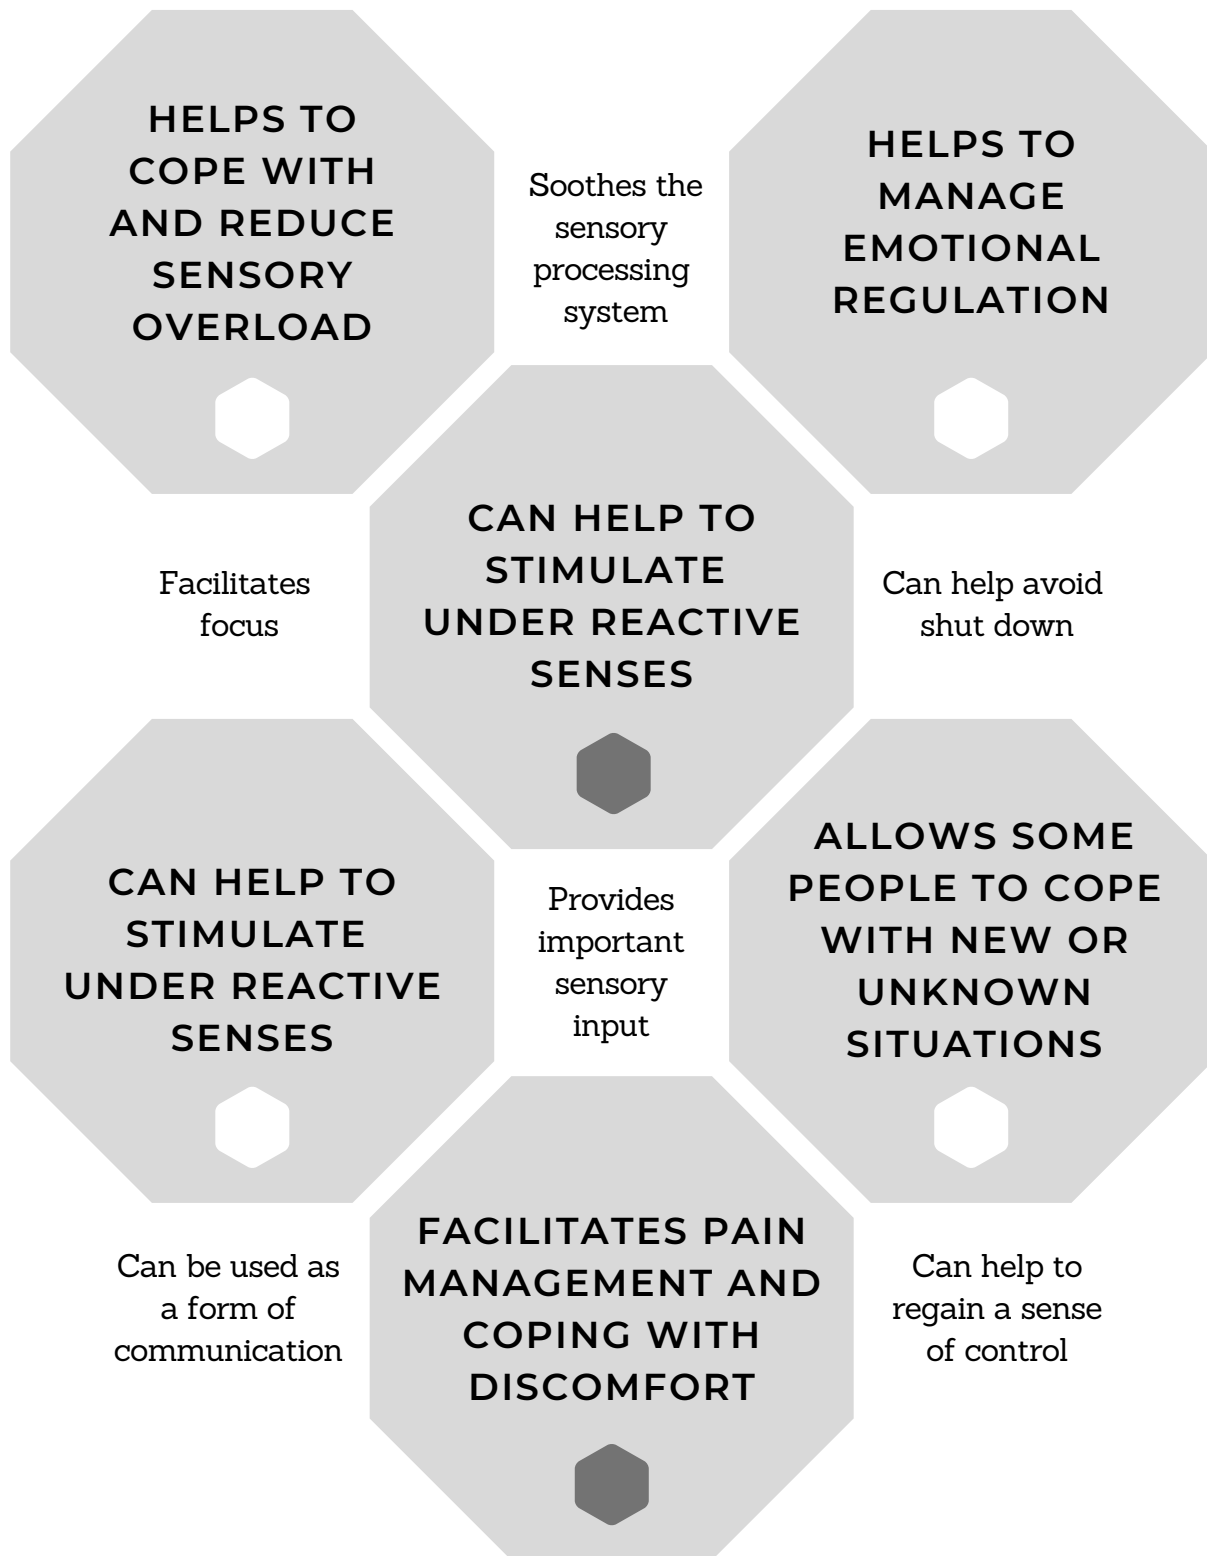 HELPS TO
COPE WITH
AND REDUCE
SENSORY
OVERLOAD
Soothes the
sensory
processing
system
HELPS TO
MANAGE
EMOTIONAL
REGULATION
Facilitates
focus
CAN HELP TO
STIMULATE
UNDER REACTIVE
SENSES
Can help avoid
shut down
CAN HELP TO
STIMULATE
UNDER REACTIVE
SENSES
Provides
important
sensory
input
ALLOWS SOME
PEOPLE TO COPE
WITH NEW OR
UNKNOWN
SITUATIONS
Can be used as
a form of
communication
FACILITATES PAIN
MANAGEMENT AND
COPING WITH
DISCOMFORT
Can help to
regain a sense
of control